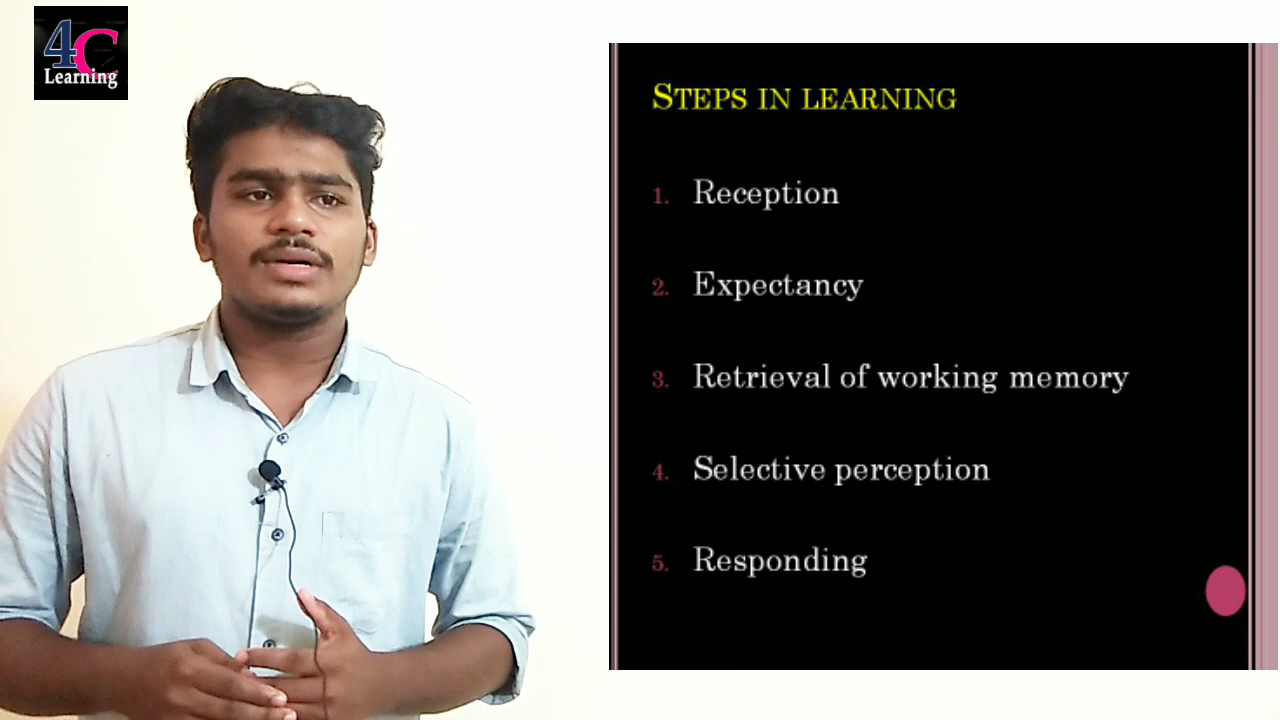 4C
Learning
STEPS IN LEARNING
1. Reception
2. Expectancy
3. Retrieval of working memory
4. Selective perception
5. Responding